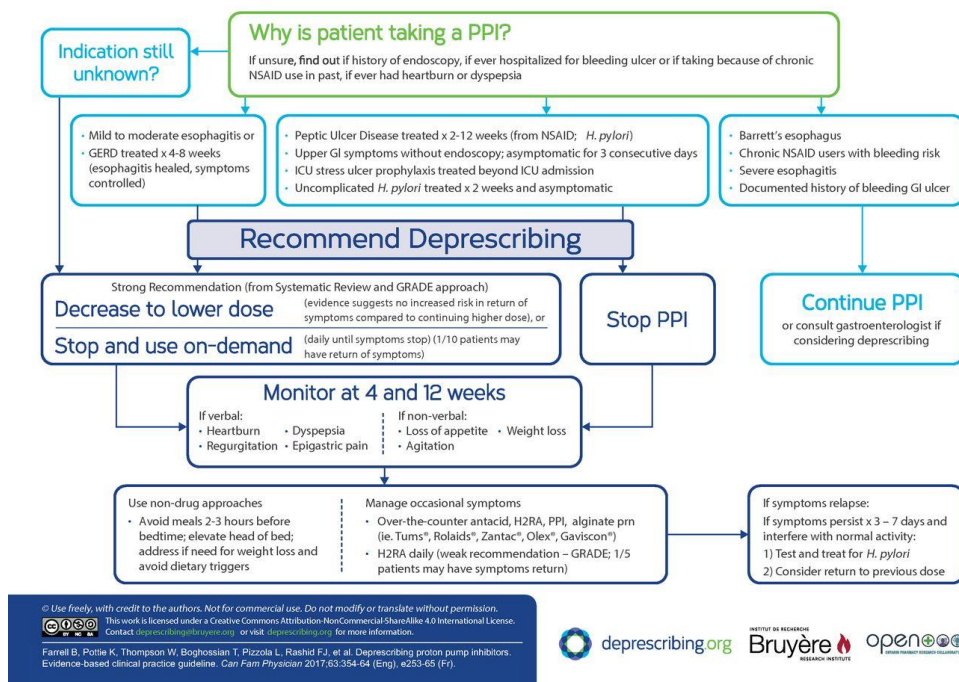 Why is patient taking a PPI?
If unsure, find out if history of endoscopy, if ever hospitalized for bleeding ulcer or if taking because of chronic
NSAID use in past, if ever had heartburn or dyspepsia
Indication still
unknown?
• Mild to moderate esophagitis or
• GERD treated x 4-8 weeks
(esophagitis healed, symptoms
controlled)
• Peptic Ulcer Disease treated x 2-12 weeks (from NSAID; H. pylori)
• Upper GI symptoms without endoscopy; asymptomatic for 3 consecutive days
• ICU stress ulcer prophylaxis treated beyond ICU admission
• Uncomplicated H. pylori treated x 2 weeks and asymptomatic
• Barrett's esophagus
• Chronic NSAID users with bleeding risk
• Severe esophagitis
• Documented history of bleeding GI ulcer
Recommend Deprescribing
Strong Recommendation (from Systematic Review and GRADE approach)
Decrease to lower dose
(evidence suggests no increased risk in return of
symptoms compared to continuing higher dose), or
Stop and use on-demand
(daily until symptoms stop) (1/10 patients may
have return of symptoms)
Stop PPI
Continue PPI
or consult gastroenterologist if
considering deprescribing
Monitor at 4 and 12 weeks
If verbal:
• Heartburn
• Regurgitation
• Dyspepsia
• Epigastric pain
If non-verbal:
• Loss of appetite
• Agitation
• Weight loss
Use non-drug approaches
• Avoid meals 2-3 hours before
bedtime; elevate head of bed;
address if need for weight loss and
avoid dietary triggers
Manage occasional symptoms
• Over-the-counter antacid, H2RA, PPI, alginate prn
(ie. Tums®, Rolaids®, Zantac®, Olex®, Gaviscon®)
• H2RA daily (weak recommendation – GRADE; 1/5
patients may have symptoms return)
If symptoms relapse:
If symptoms persist x 3 – 7 days and
interfere with normal activity:
1) Test and treat for H. pylori
2) Consider return to previous dose
© Use freely, with credit to the authors. Not for commercial use. Do not modify or translate without permission.
cc BY NC SA
This work is licensed under a Creative Commons Attribution-NonCommercial-ShareAlike 4.0 International License.
Contact deprescribing@bruyere.org or visit deprescribing.org for more information.
Farrell B, Pottie K, Thompson W, Boghossian T, Pizzola L, Rashid FJ, et al. Deprescribing proton pump inhibitors.
Evidence-based clinical practice guideline. Can Fam Physician 2017;63:354-64 (Eng), e253-65 (Fr).
deprescribing.org
INSTITUT DE RECHERCHE
Bruyère
RESEARCH INSTITUTE
open